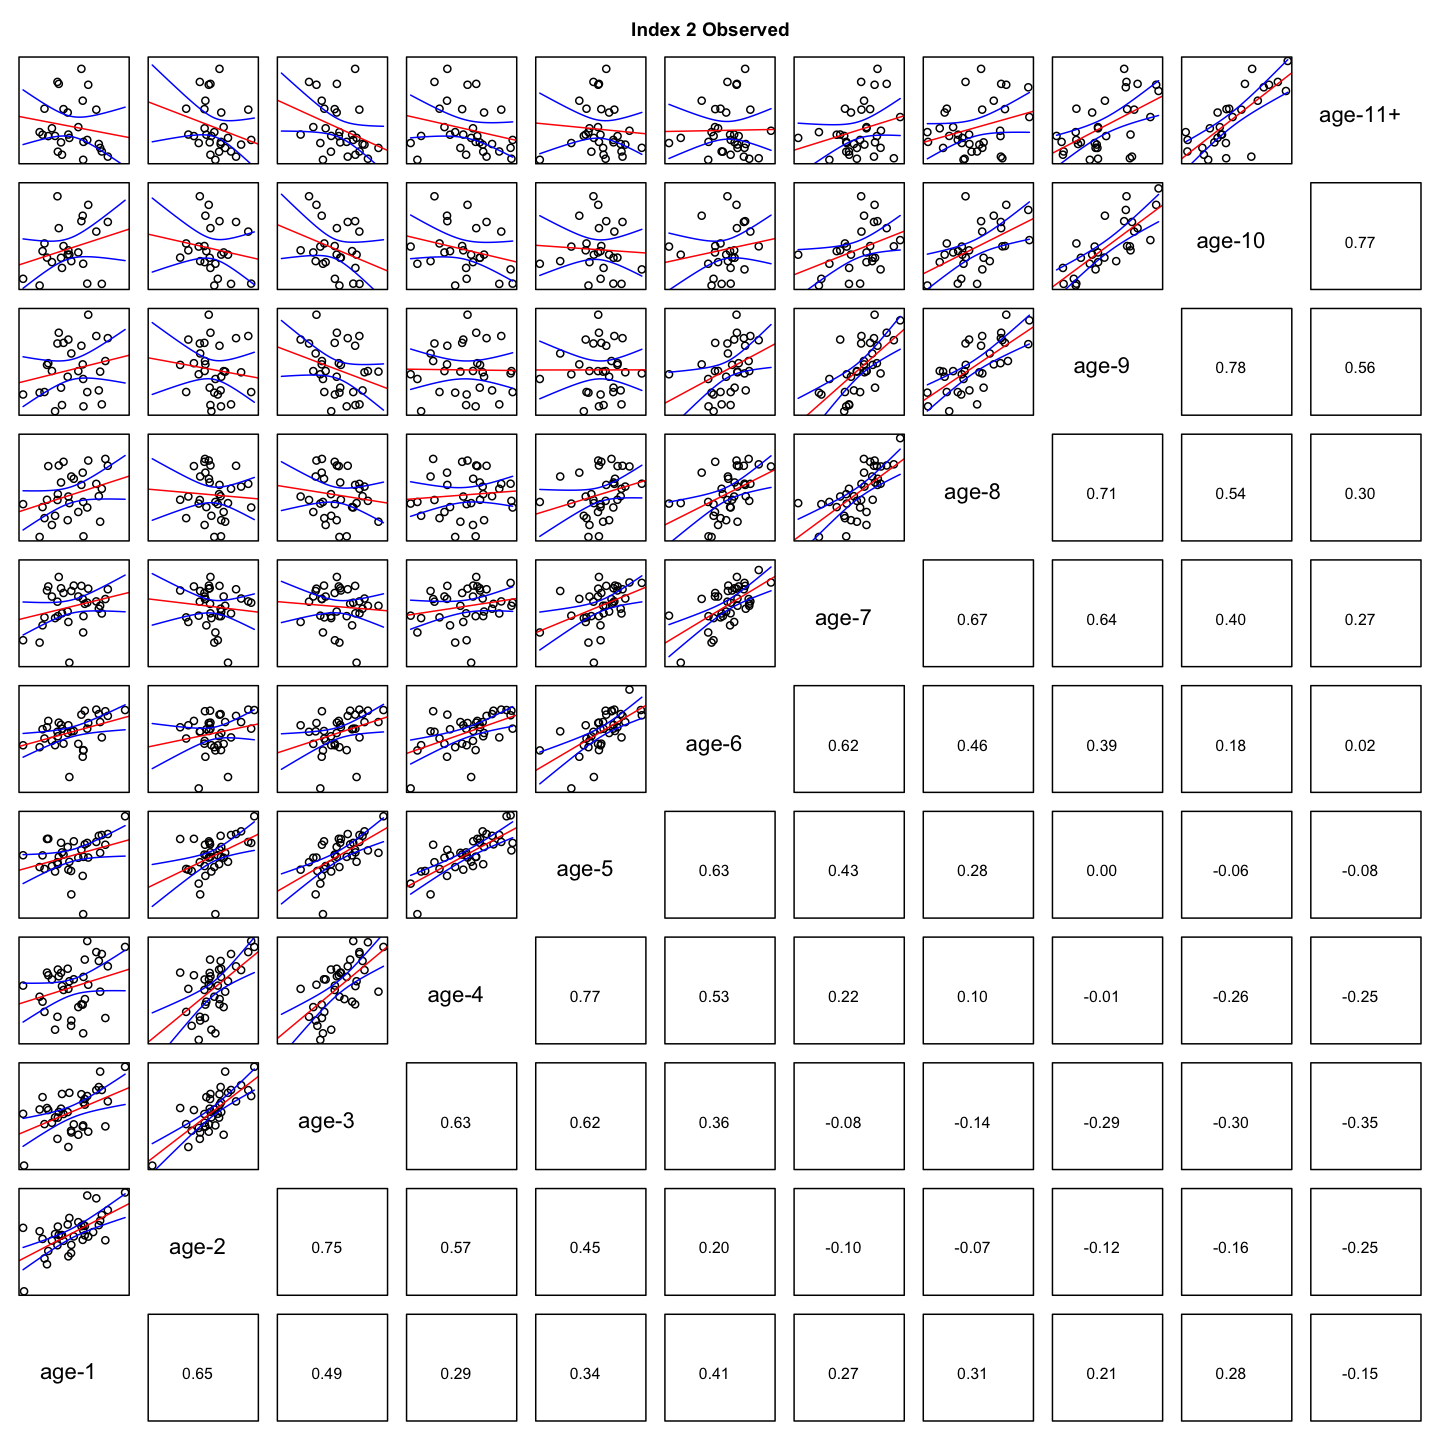 Index 2 Observed
age-11+
age-10 0.77
age-9 0.78 0.56
age-8 0.71 0.54 0.30
age-7 0.67 0.64 0.40 0.27
age-6 0.62 0.46 0.39 0.18 0.02
age-5 0.63 0.43 0.28 0.00 -0.06 -0.08
age-4 0.77 0.53 0.22 0.10 -0.01 -0.26 -0.25
age-3 0.63 0.62 0.36 -0.08 -0.14 -0.29 -0.30 -0.35
age-2 0.75 0.57 0.45 0.20 -0.10 -0.07 -0.12 -0.16 -0.25
age-1 0.65 0.49 0.29 0.34 0.41 0.27 0.31 0.21 0.28 -0.15